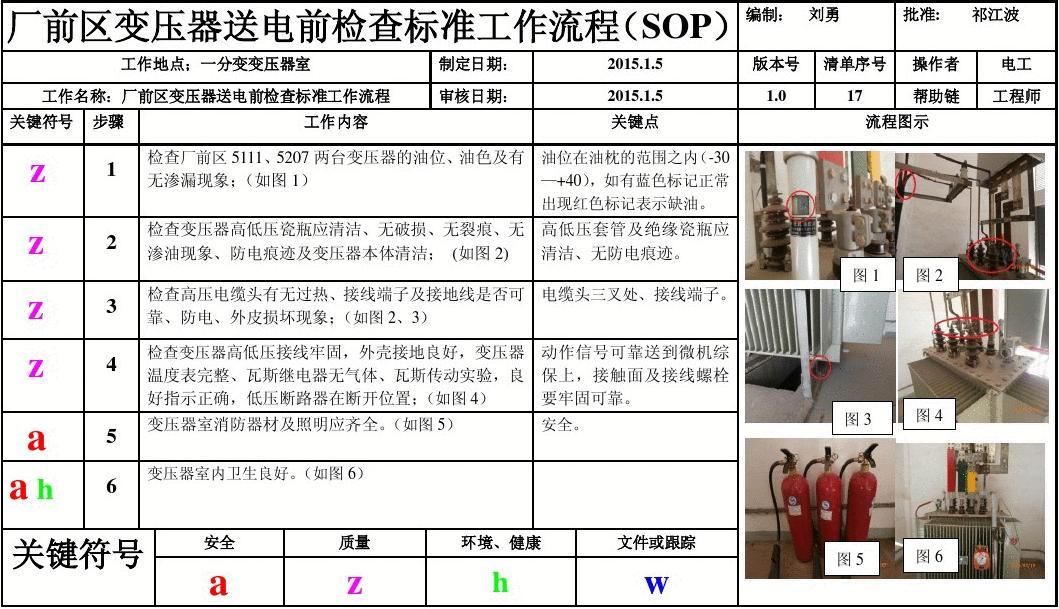 厂前区变压器送电前检查标准工作流程（SOP）
编制： 刘勇
批准： 祁江波
工作地点；一分变变压器室
制定日期：
2015.1.5
版本号
清单序号
操作者
电工
工作名称：厂前区变压器送电前检查标准工作流程
审核日期：
2015.1.5
1.0
17
帮助链
工程师
关键符号
步骤
工作内容
关键点
流程图示
z
1
检查厂前区 5111、5207 两台变压器的油位、油色及有
无渗漏现象；（如图 1）
油位在油枕的范围之内（-30
—+40），如有蓝色标记正常
出现红色标记表示缺油。
z
2
检查变压器高低压瓷瓶应清洁、无破损、无裂痕、无
渗油现象、防电痕迹及变压器本体清洁； (如图 2)
高低压套管及绝缘瓷瓶应
清洁、无防电痕迹。
z
3
检查高压电缆头有无过热、接线端子及接地线是否可
靠、防电、外皮损坏现象；（如图 2、3）
电缆头三叉处、接线端子。
z
4
检查变压器高低压接线牢固，外壳接地良好，变压器
温度表完整、瓦斯继电器无气体、瓦斯传动实验，良
好指示正确，低压断路器在断开位置；（如图 4）
动作信号可靠送到微机综
保上，接触面及接线螺栓
要牢固可靠。
a
5
变压器室消防器材及照明应齐全。（如图 5）
安全。
a h
6
变压器室内卫生良好。（如图 6）
图 1
图 2
图 3
图 4
图 5
图 6
关键符号
安全
质量
环境、健康
文件或跟踪
a
z
h
w